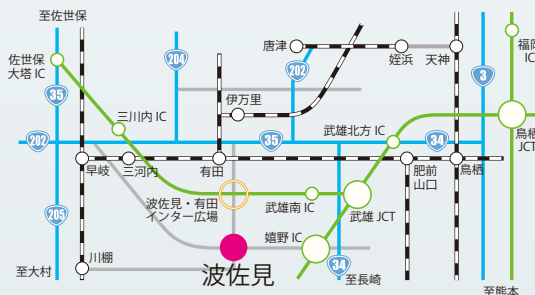 至佐世保
佐世保
大塔 IC
204
唐津
姪浜
天神
福岡
IC
202
3
35
三川内 IC
伊万里
武雄北方 IC
鳥栖
JCT
202
35
34
早岐
三河内
有田
肥前
山口
鳥栖
波佐見・有田
インター広場
武雄南 IC
武雄 JCT
205
川棚
嬉野 IC
至大村
波佐見
34
至長崎
至熊本